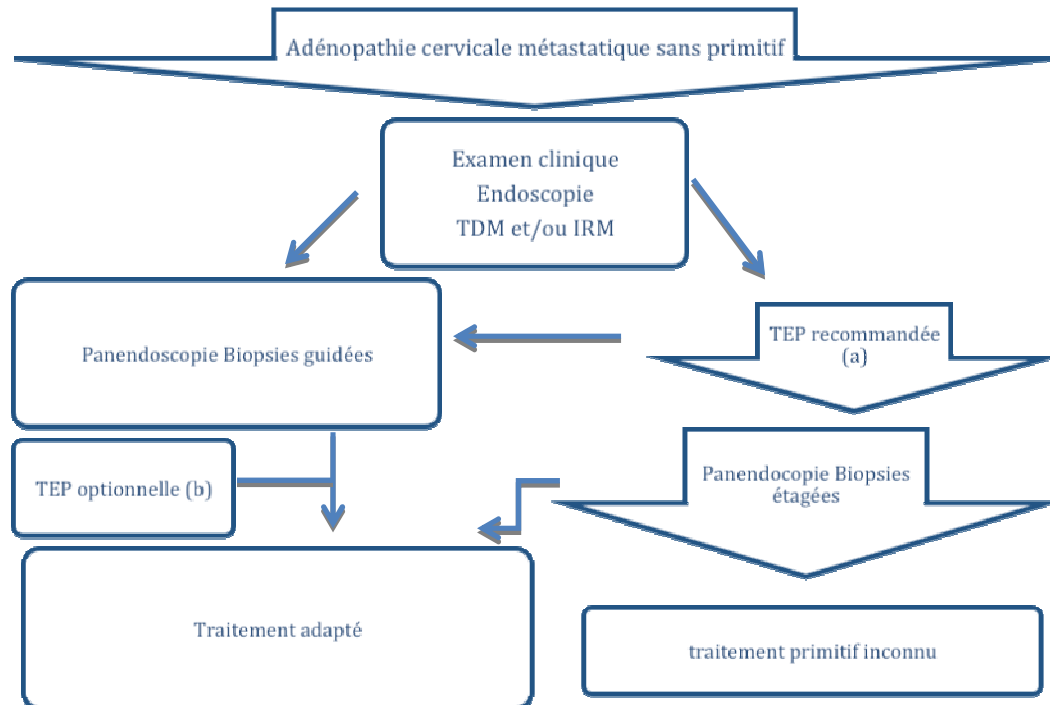 Adénopathie cervicale métastatique sans primitif
Examen clinique
Endoscopie
TDM et/ou IRM
Panendoscopie Biopsies guidées
TEP recommandée
(a)
TEP optionnelle (b)
Panendocopie Biopsies
étagées
Traitement adapté
traitement primitif inconnu